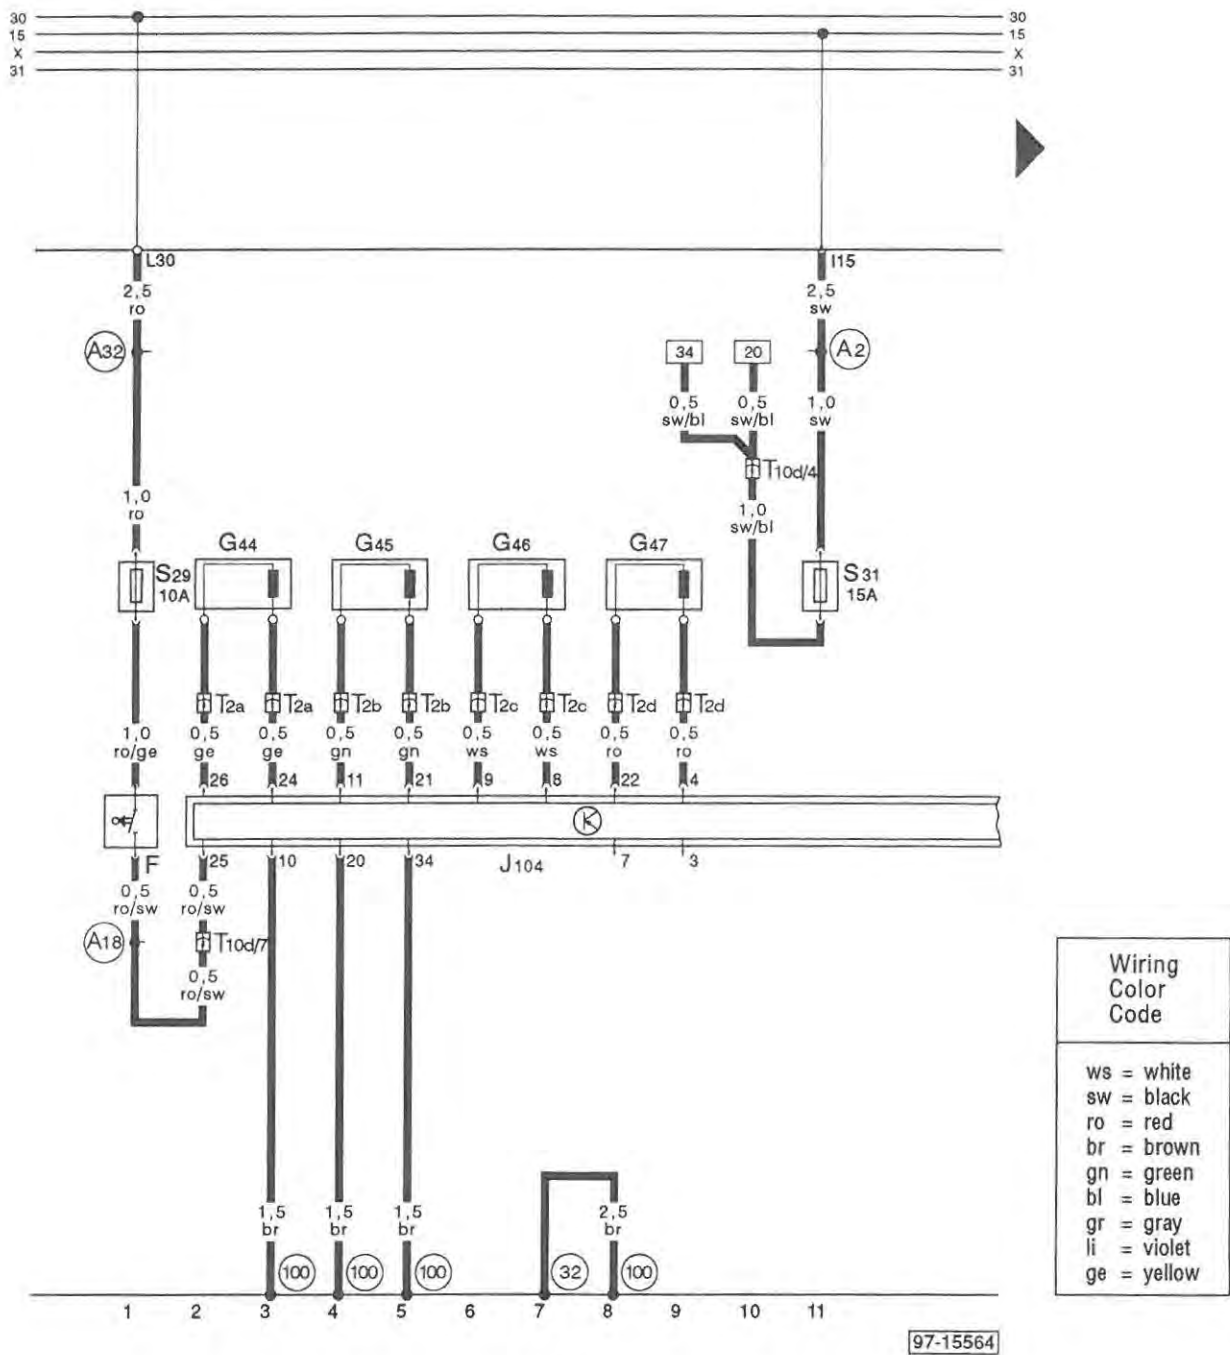 30 30
15 15
X X
31 31
L30 I15
2,5 2,5
ro sw
A32 34 20 A2
0,5 0,5 1,0
sw/bl sw/bl sw
T10d/4
1,0 1,0
ro sw/bl
G44 G45 G46 G47
S29 S31
10A 15A
T2a T2a T2b T2b T2c T2c T2d T2d
1,0 0,5 0,5 0,5 0,5 0,5 0,5 0,5 0,5
ro/ge ge ge gn gn ws ws ro ro
26 24 11 21 9 8 22 4
K
F 25 10 20 34 J104 7 3
0,5 0,5
ro/sw ro/sw
A18 T10d/7
0,5
ro/sw
Wiring
Color
Code
ws = white
sw = black
ro = red
br = brown
gn = green
bl = blue
gr = gray
li = violet
ge = yellow
1,5 1,5 1,5 2,5
br br br br
100 100 100 32 100
1 2 3 4 5 6 7 8 9 10 11
97-15564